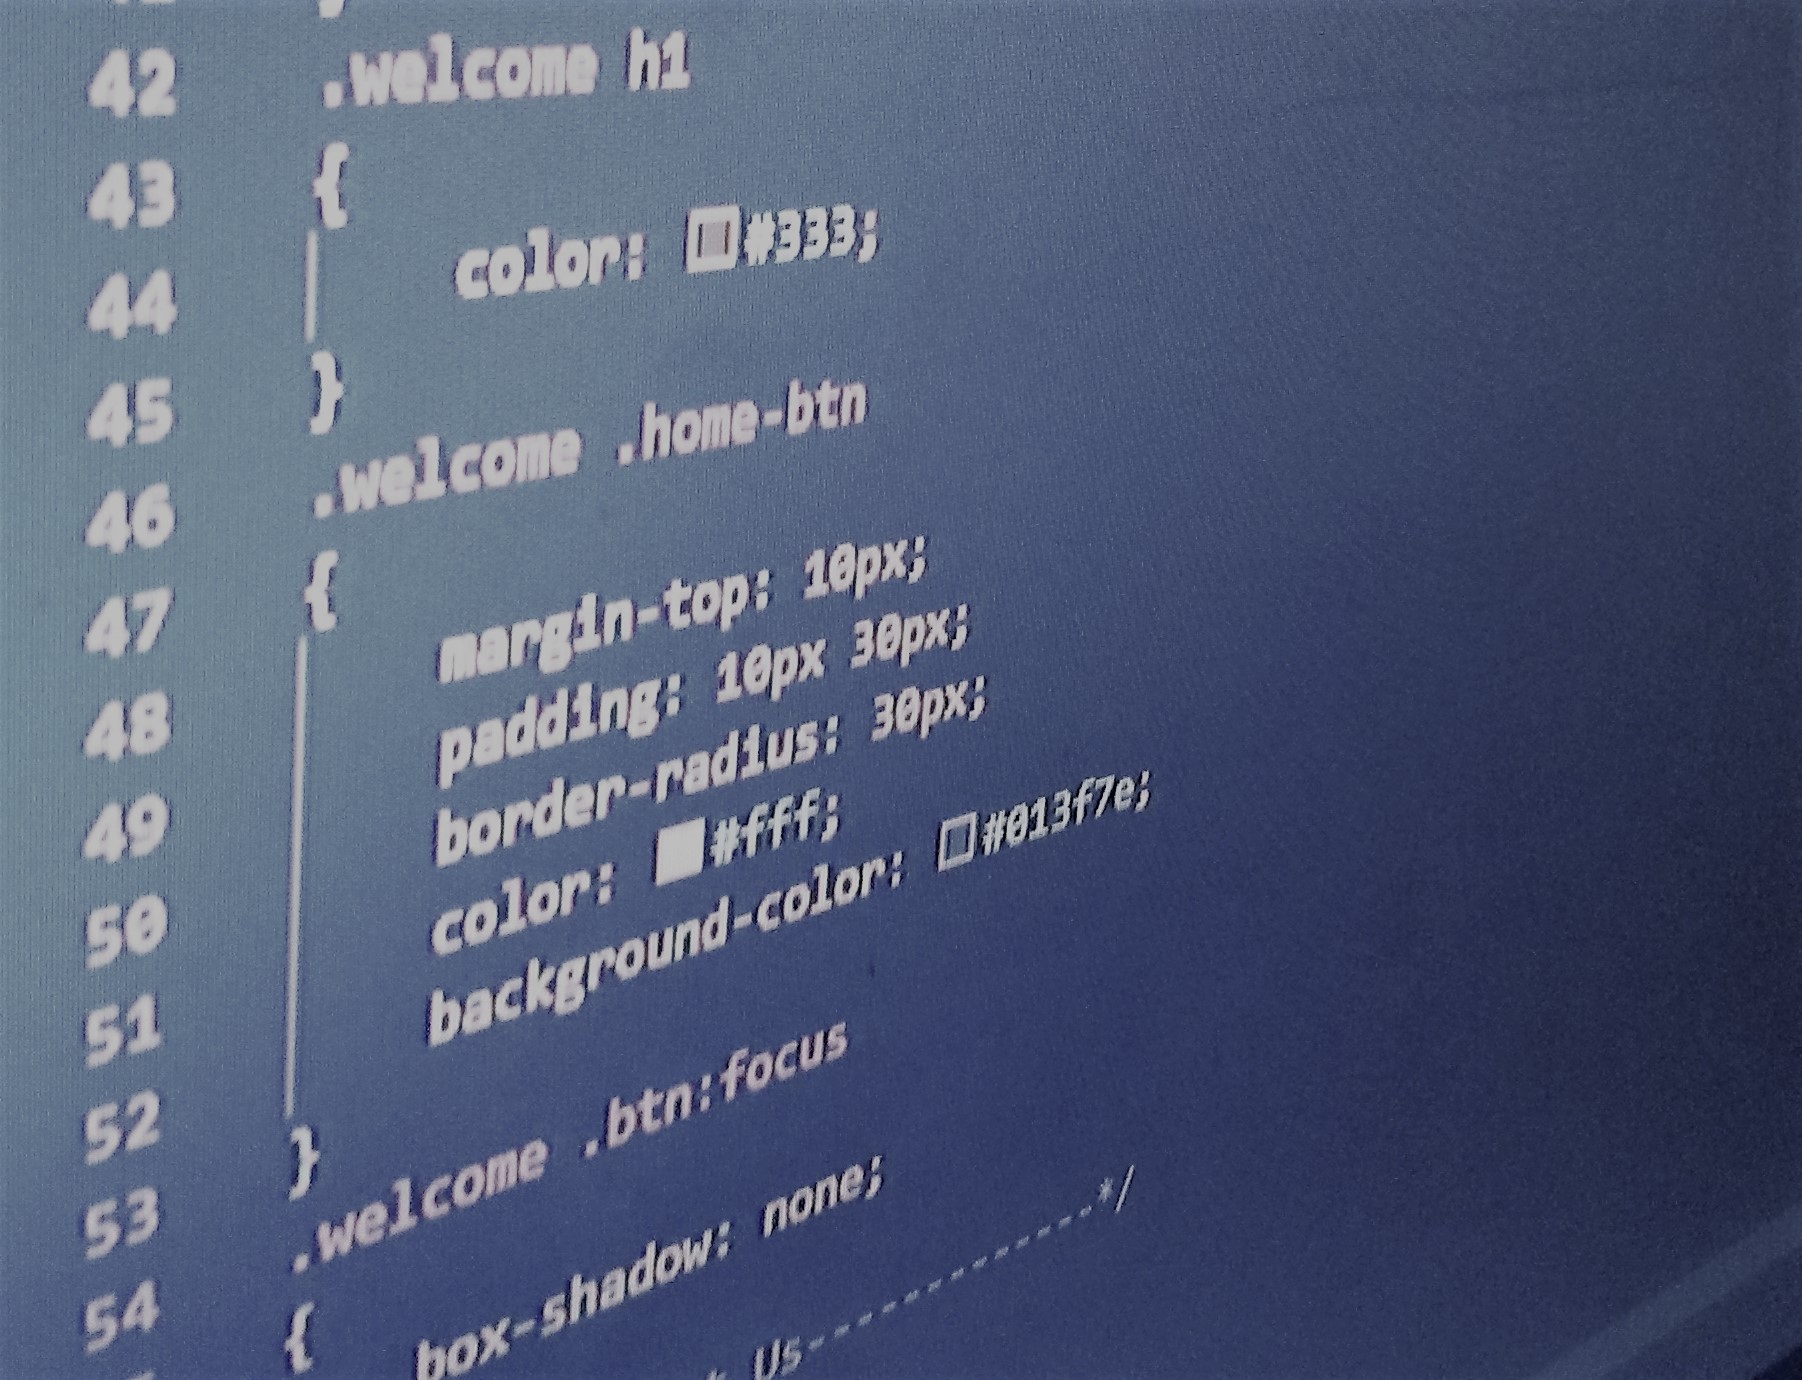 42 .welcome h1
43 {
44 color: #333;
45 }
46 .welcome .home-btn
47 {
48 margin-top: 10px;
49 padding: 10px 30px;
50 border-radius: 30px;
51 color: #fff;
52 background-color: #013f7e;
53 }
54 .welcome .btn:focus
{
box-shadow: none;
Us---------------*/